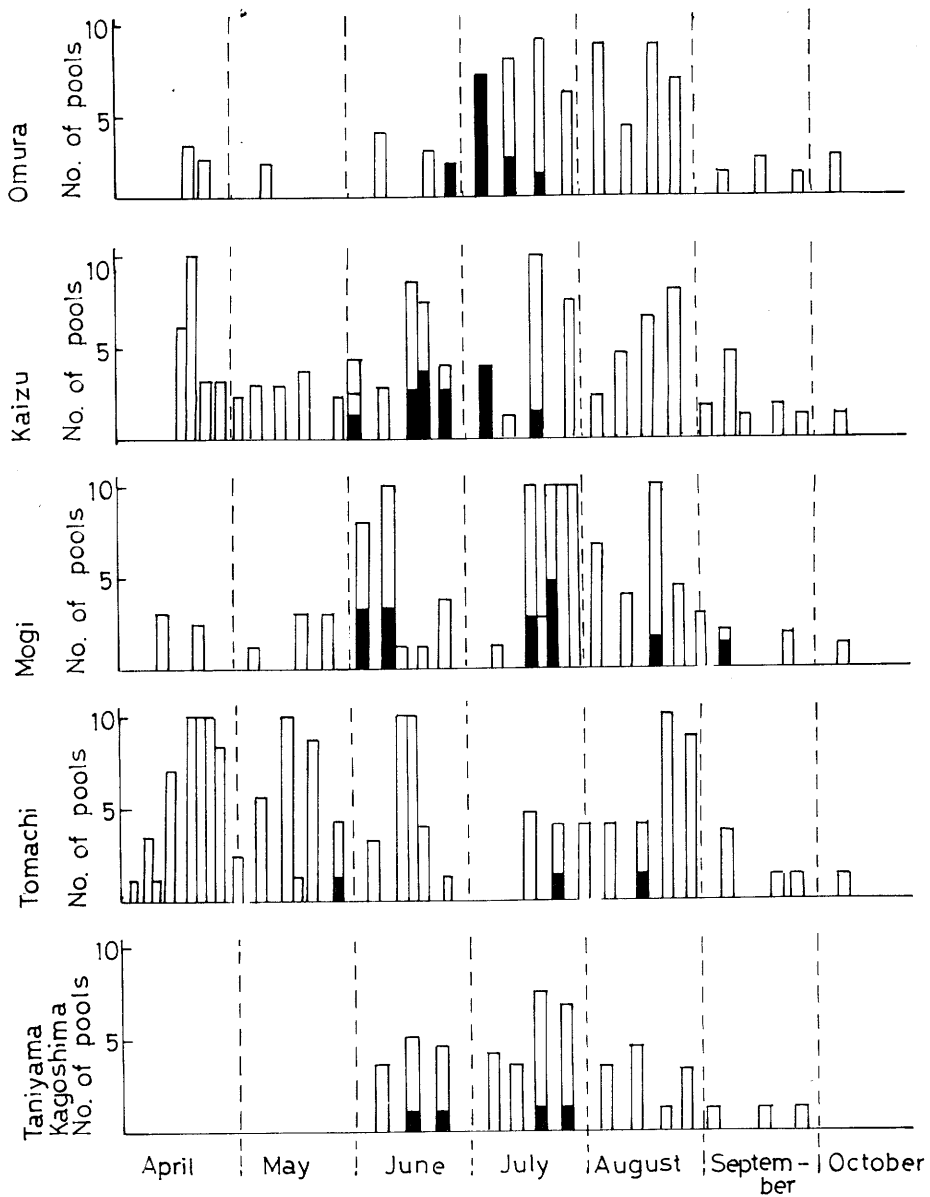 Omura
No. of pools
10
5
Kaizu
No. of pools
10
5
Mogi
No. of pools
10
5
Tomachi
No. of pools
10
5
Taniyama
Kagoshima
No. of pools
10
5
April May June July August Septem- October
ber